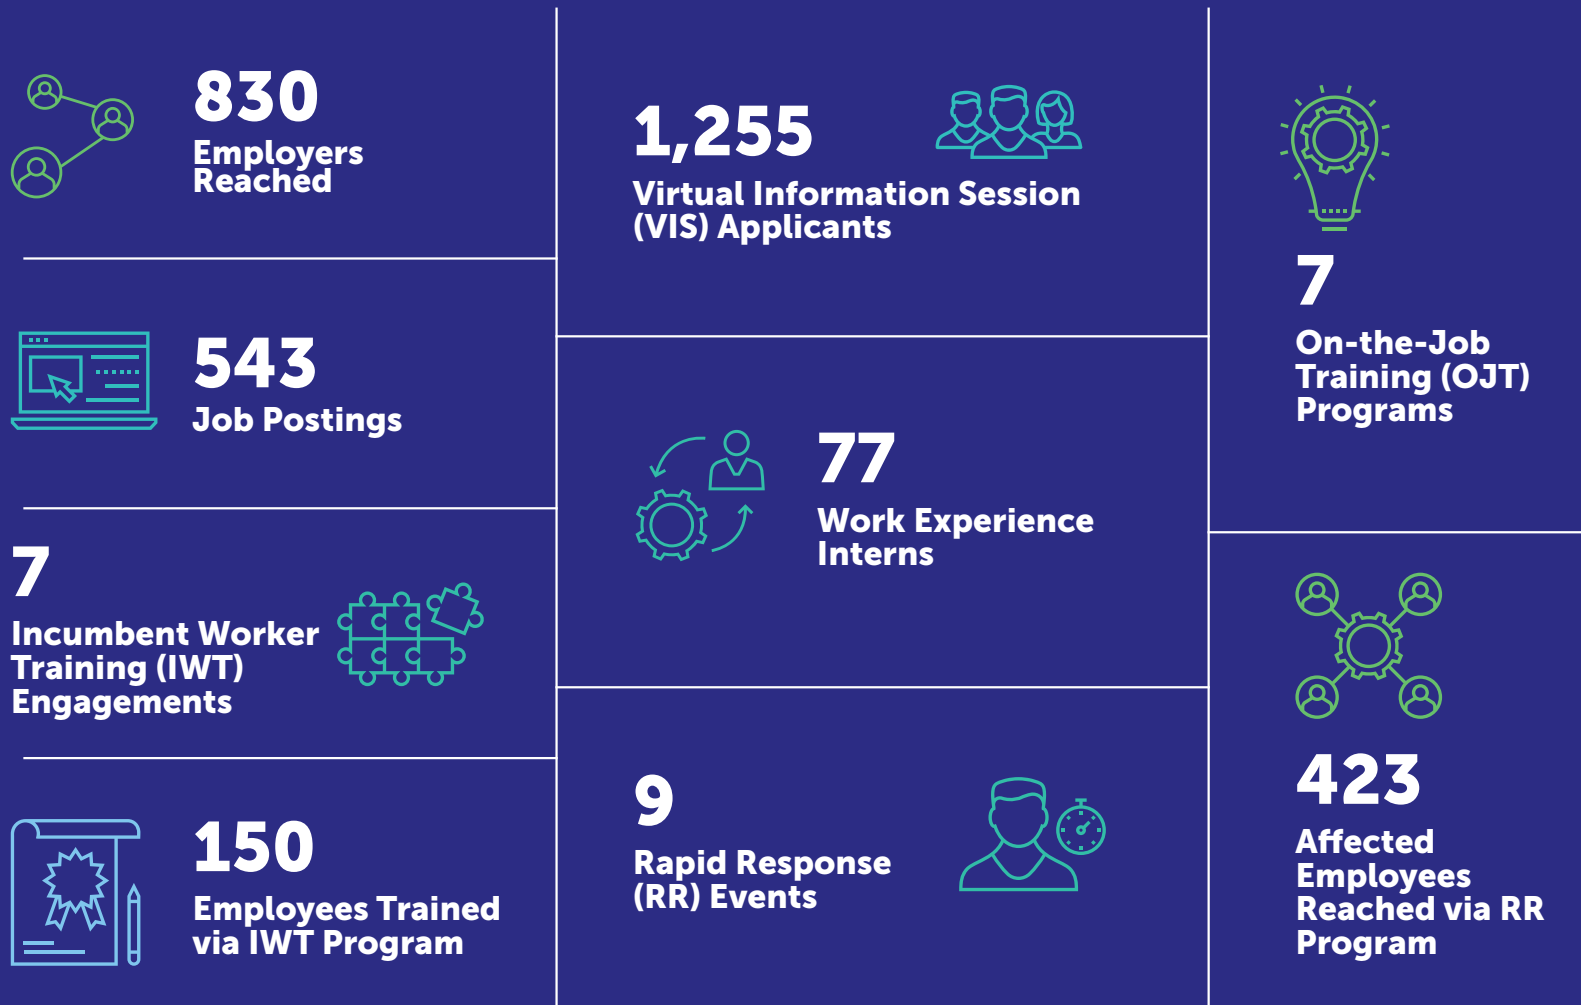 830
Employers
Reached
543
Job Postings
7
Incumbent Worker
Training (IWT)
Engagements
150
Employees Trained
via IWT Program
1,255
Virtual Information Session
(VIS) Applicants
77
Work Experience
Interns
9
Rapid Response
(RR) Events
7
On-the-Job
Training (OJT)
Programs
423
Affected
Employees
Reached via RR
Program